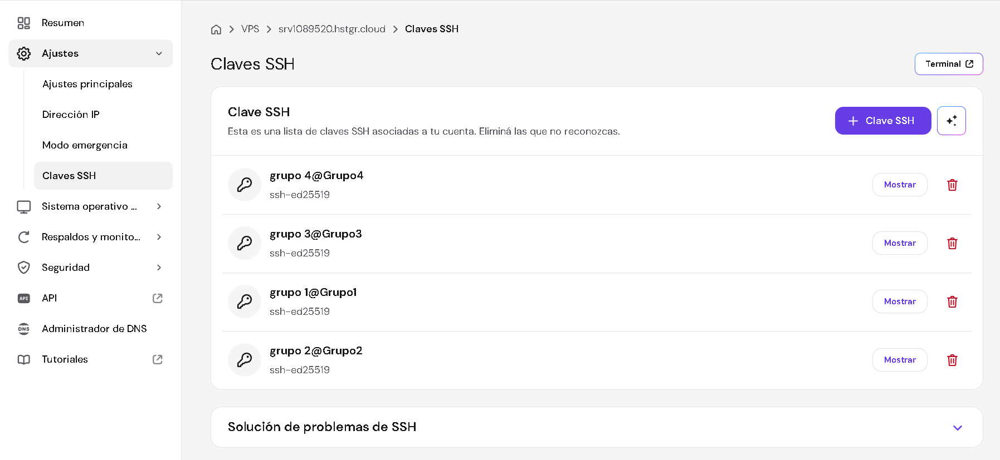 Resumen
Ajustes
Ajustes principales
Dirección IP
Modo emergencia
Claves SSH
Sistema operativo ...
Respaldos y monito...
Seguridad
API
API
DNS
Administrador de DNS
Tutoriales
VPS
srv1089520.hstgr.cloud
Claves SSH
Claves SSH
Terminal
Clave SSH
Esta es una lista de claves SSH asociadas a tu cuenta. Eliminá las que no reconozcas.
Clave SSH
grupo 4@Grupo4
ssh-ed25519
Mostrar
grupo 3@Grupo3
ssh-ed25519
Mostrar
grupo 1@Grupo1
ssh-ed25519
Mostrar
grupo 2@Grupo2
ssh-ed25519
Mostrar
Solución de problemas de SSH